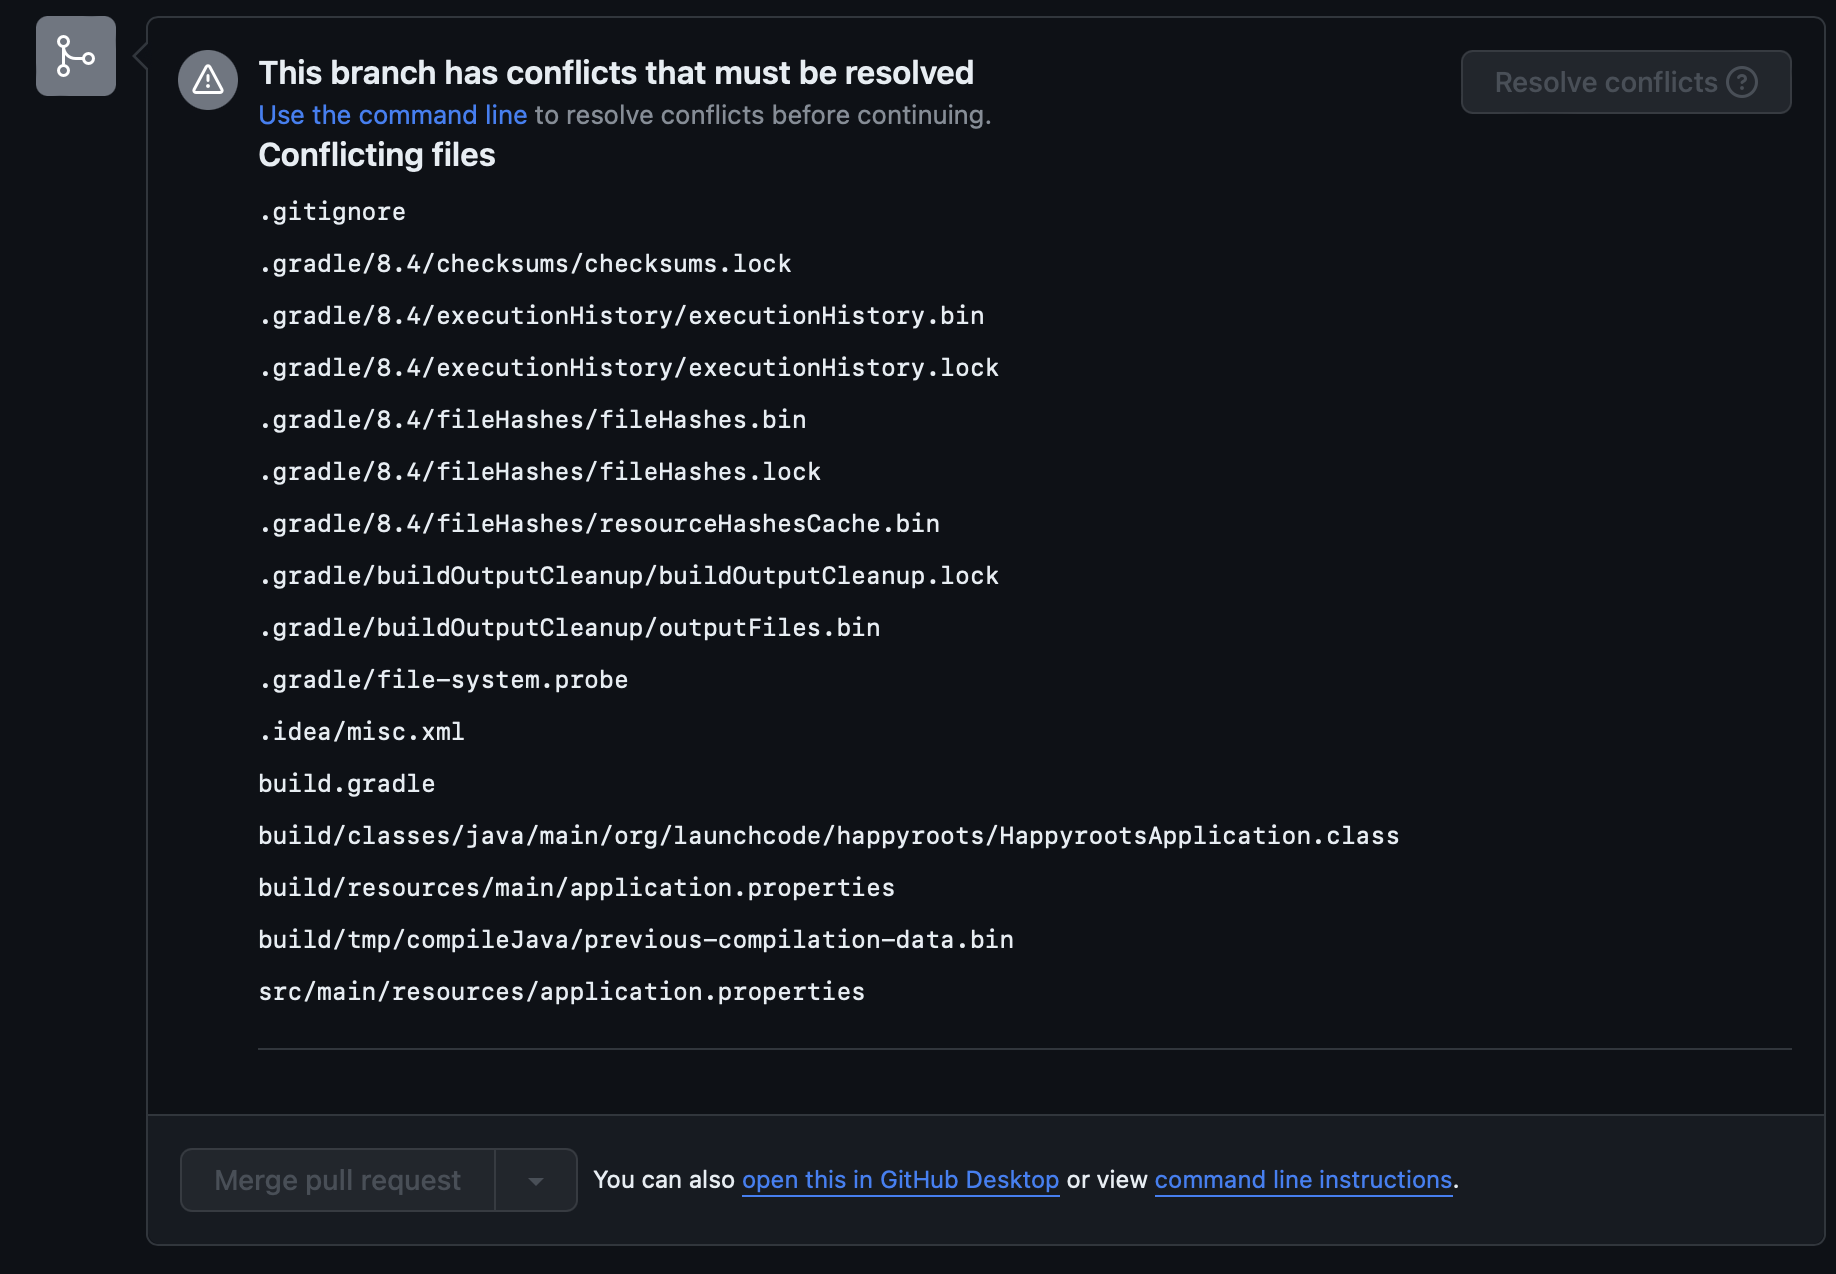 This branch has conflicts that must be resolved
Resolve conflicts
Use the command line to resolve conflicts before continuing.
Conflicting files
.gitignore
.gradle/8.4/checksums/checksums.lock
.gradle/8.4/executionHistory/executionHistory.bin
.gradle/8.4/executionHistory/executionHistory.lock
.gradle/8.4/fileHashes/fileHashes.bin
.gradle/8.4/fileHashes/fileHashes.lock
.gradle/8.4/fileHashes/resourceHashesCache.bin
.gradle/buildOutputCleanup/buildOutputCleanup.lock
.gradle/buildOutputCleanup/outputFiles.bin
.gradle/file-system.probe
.idea/misc.xml
build.gradle
build/classes/java/main/org/launchcode/happyroots/HappyrootsApplication.class
build/resources/main/application.properties
build/tmp/compileJava/previous-compilation-data.bin
src/main/resources/application.properties
Merge pull request
You can also open this in GitHub Desktop or view command line instructions.